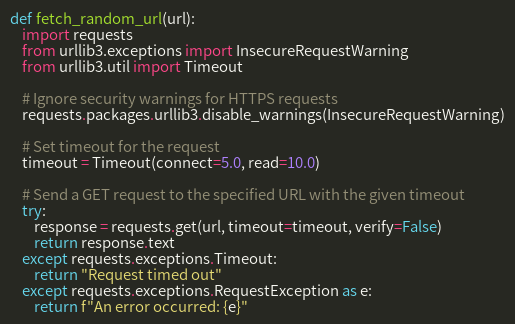 def fetch_random_url(url):
    import requests
    from urllib3.exceptions import InsecureRequestWarning
    from urllib3.util import Timeout

    # Ignore security warnings for HTTPS requests
    requests.packages.urllib3.disable_warnings(InsecureRequestWarning)

    # Set timeout for the request
    timeout = Timeout(connect=5.0, read=10.0)

    # Send a GET request to the specified URL with the given timeout
    try:
        response = requests.get(url, timeout=timeout, verify=False)
        return response.text
    except requests.exceptions.Timeout:
        return "Request timed out"
    except requests.exceptions.RequestException as e:
        return f"An error occurred: {e}"